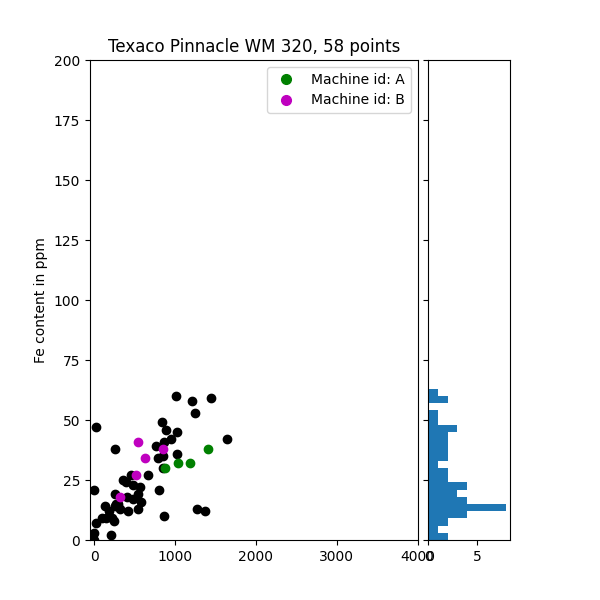 Texaco Pinnacle WM 320, 58 points
Machine id: A
Machine id: B
Fe content in ppm
200
175
150
125
100
75
50
25
0
0 1000 2000 3000 4000
0 5